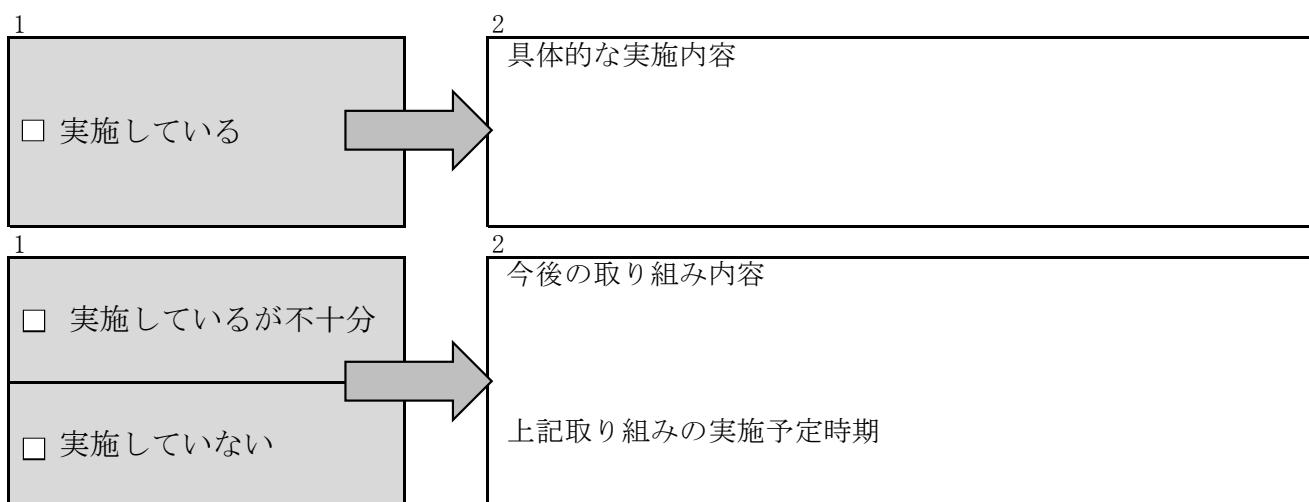 1
2
□ 実施している
具体的な実施内容
1
2
□ 実施しているが不十分
今後の取り組み内容
□ 実施していない
上記取り組みの実施予定時期